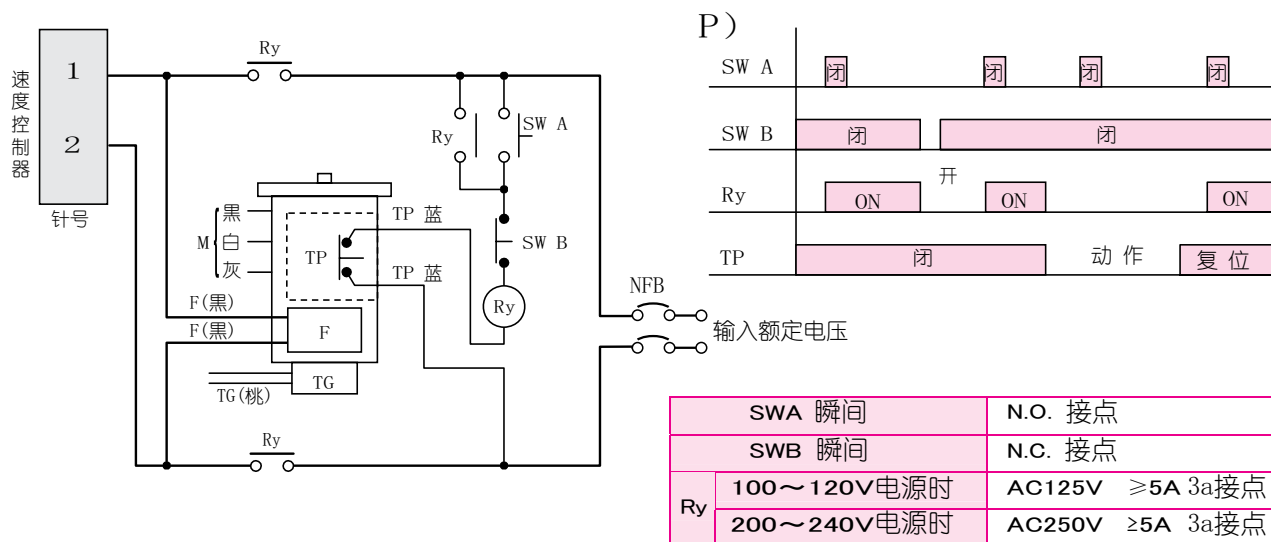 速度控制器
1
2
针号
Ry
Ry
SW A
SW B
Ry
M
黑
白
灰
TP
TP 蓝
TP 蓝
F(黑)
F(黑)
F
TG
TG(桃)
Ry
NFB
输入额定电压
P)
SW A
闭
闭
闭
闭
SW B
闭
闭
开
Ry
ON
ON
ON
TP
闭
动 作
复 位
SWA 瞬间 N.O. 接点
SWB 瞬间 N.C. 接点
Ry
100～120V电源时 AC125V ≥5A 3a接点
200～240V电源时 AC250V ≥5A 3a接点